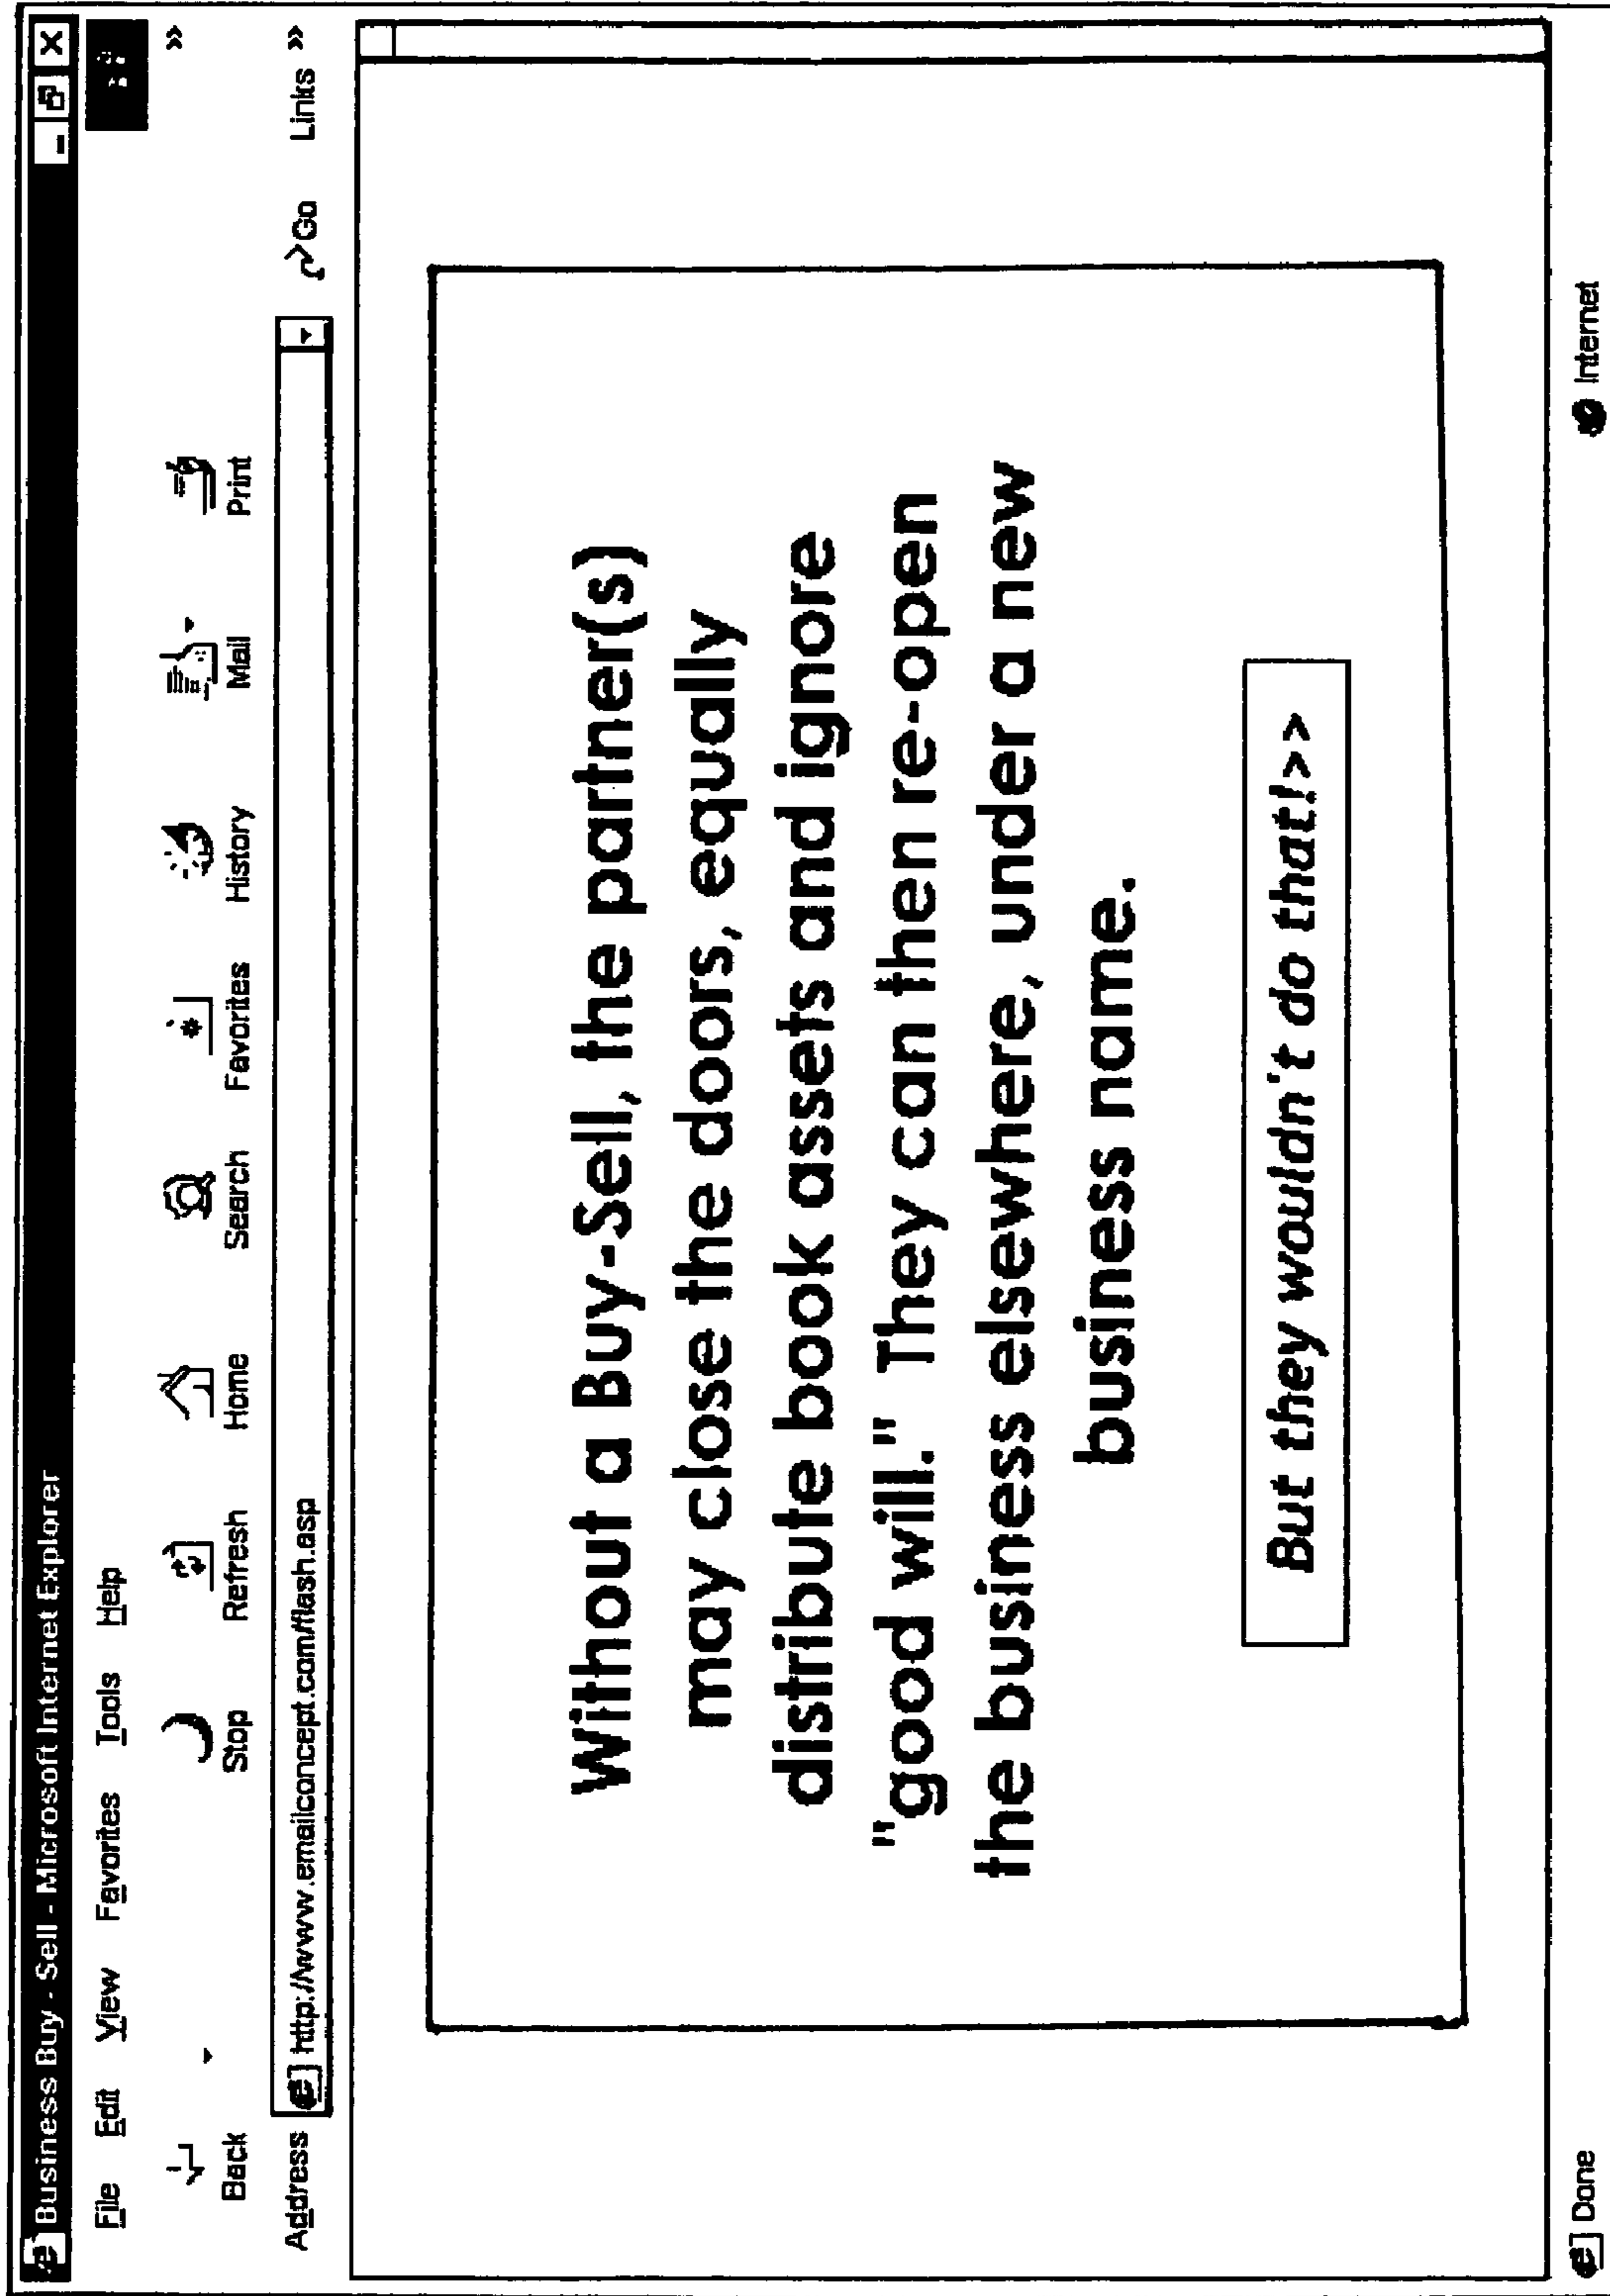 Business Buy - Sell - Microsoft Internet Explorer
File Edit View Favorites Tools Help
Back Stop Refresh Home Search Favorites History Mail Print »
Address http://www.emailconcept.com/flash.asp Go Links »
Without a Buy-Sell, the partner(s)
may close the doors, equally
distribute book assets and ignore
"good will." They can then re-open
the business elsewhere, under a new
business name.
But they wouldn't do that!>>
Done Internet